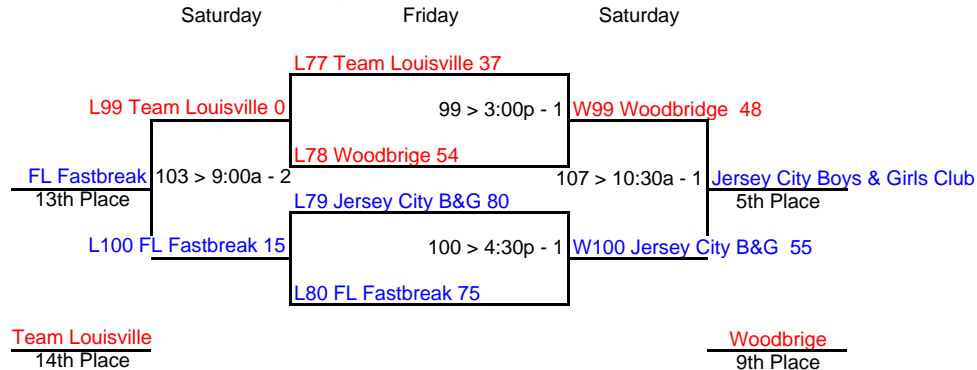 Saturday Friday Saturday
L77 Team Louisville 37
L99 Team Louisville 0 99 > 3:00p - 1 W99 Woodbridge 48
L78 Woodbrige 54
FL Fastbreak 103 > 9:00a - 2 107 > 10:30a - 1 Jersey City Boys & Girls Club
13th Place L79 Jersey City B&G 80 5th Place
L100 FL Fastbreak 15 100 > 4:30p - 1 W100 Jersey City B&G 55
L80 FL Fastbreak 75
Team Louisville Woodbrige
14th Place 9th Place